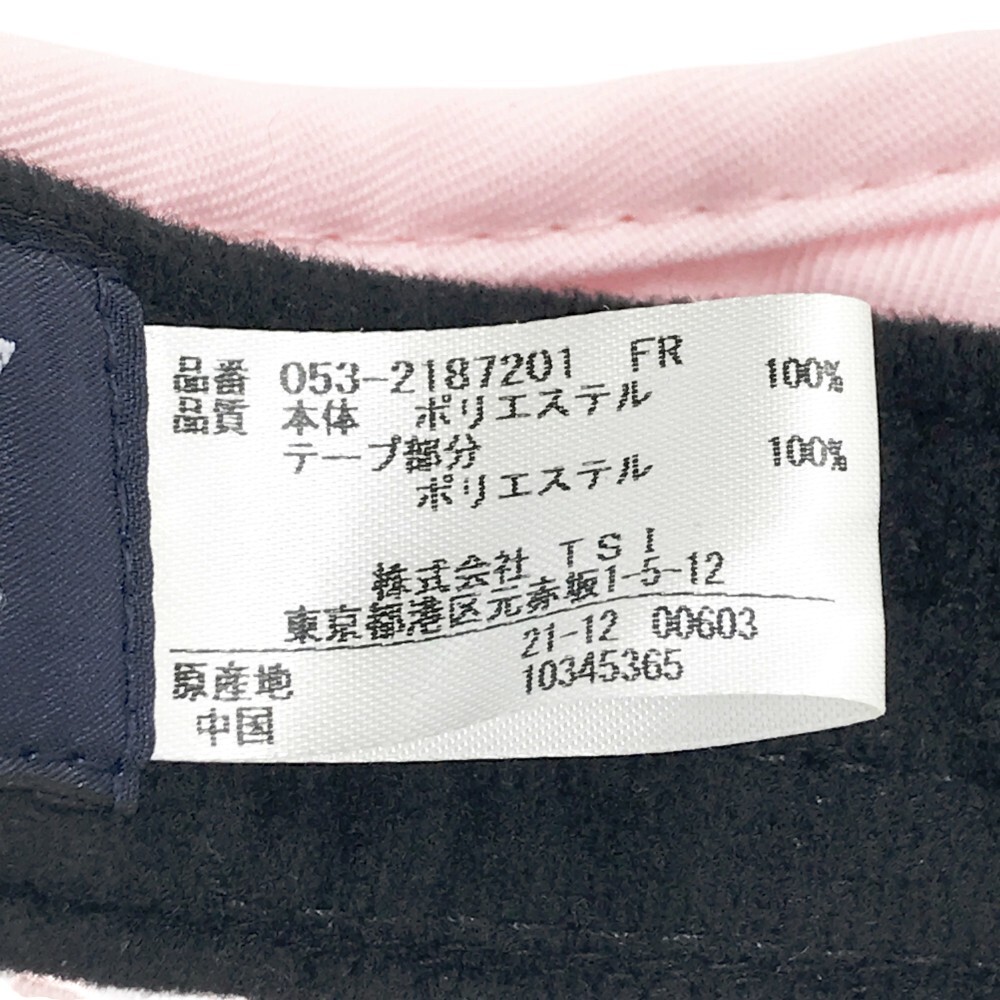 品番 053-2187201 FR
品質 本体 ポリエステル 100%
テープ部分
ポリエステル 100%
株式会社 TSI
東京都港区元赤坂1-5-12
21-12 00603
原産地 10345365
中国